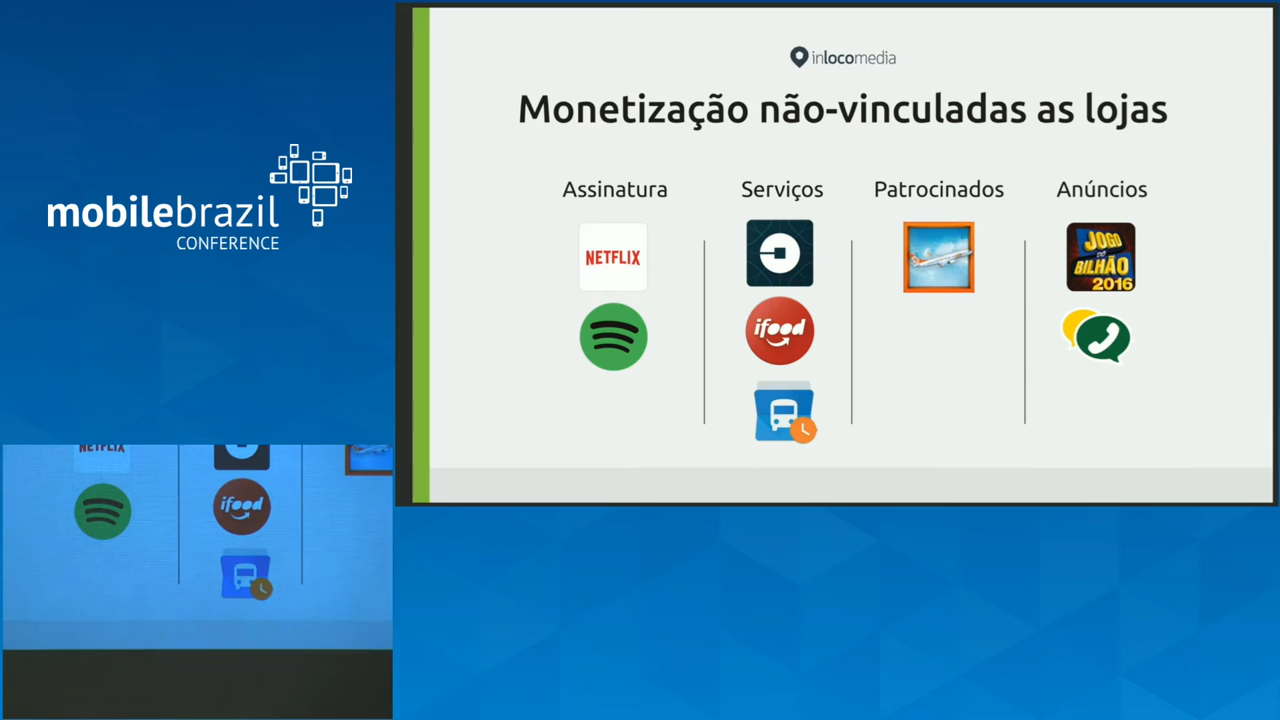 inlocomedia
Monetização não-vinculadas as lojas
Assinatura
Serviços
Patrocinados
Anúncios
NETFLIX
ifood
JOGO
DO
BILHÃO
2016
mobilebrazil
CONFERENCE
NETFLIX
ifood